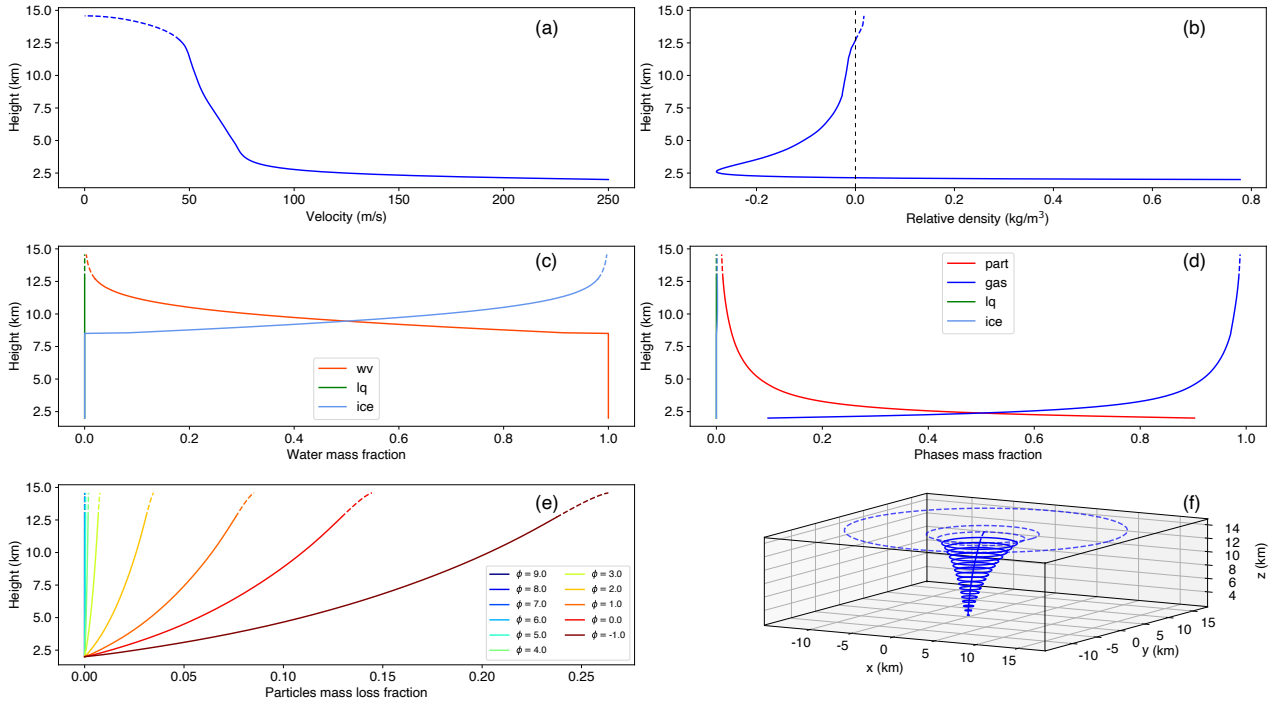 (a)
15.0
12.5
10.0
7.5
5.0
2.5
Height (km)
0 50 100 150 200 250
Velocity (m/s)
(b)
15.0
12.5
10.0
7.5
5.0
2.5
Height (km)
-0.2 0.0 0.2 0.4 0.6 0.8
Relative density (kg/m³)
(c)
15.0
12.5
10.0
7.5
5.0
2.5
Height (km)
wv
lq
ice
0.0 0.2 0.4 0.6 0.8 1.0
Water mass fraction
(d)
15.0
12.5
10.0
7.5
5.0
2.5
Height (km)
part
gas
lq
ice
0.0 0.2 0.4 0.6 0.8 1.0
Phases mass fraction
(e)
15.0
12.5
10.0
7.5
5.0
2.5
Height (km)
ϕ = 9.0
ϕ = 8.0
ϕ = 7.0
ϕ = 6.0
ϕ = 5.0
ϕ = 4.0
ϕ = 3.0
ϕ = 2.0
ϕ = 1.0
ϕ = 0.0
ϕ = -1.0
0.00 0.05 0.10 0.15 0.20 0.25
Particles mass loss fraction
(f)
14
12
10
8
6
4
z (km)
-10 -5 0 5 10 15
x (km)
-10 -5 0 5 10 15
y (km)